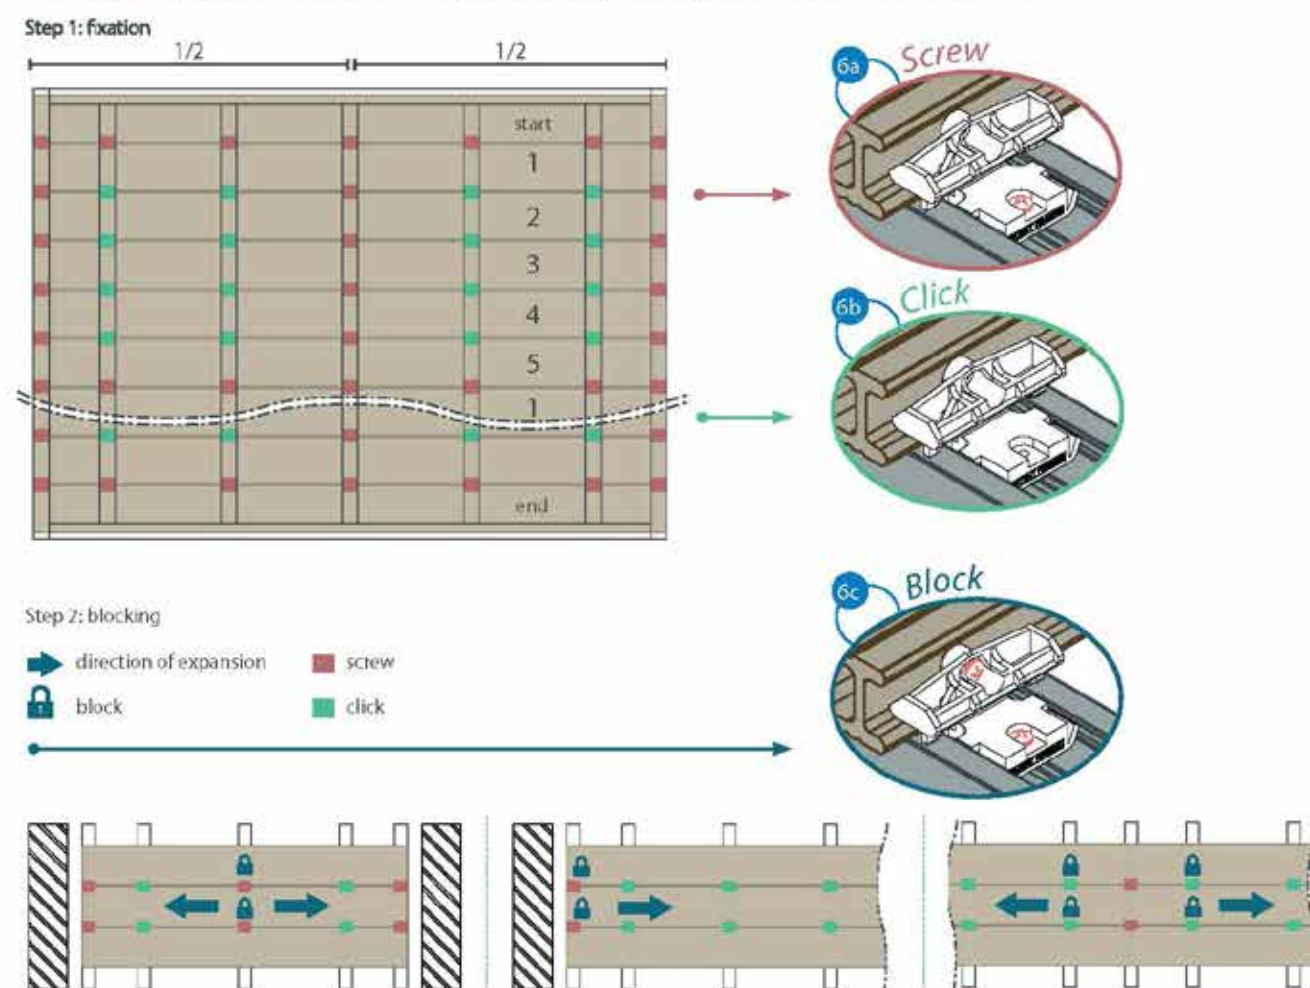 Step 1: fixation
1/2
1/2
start
1
2
3
4
5
1
end
6a
Screw
6b
Click
6c
Block
Step 2: blocking
direction of expansion
screw
block
click